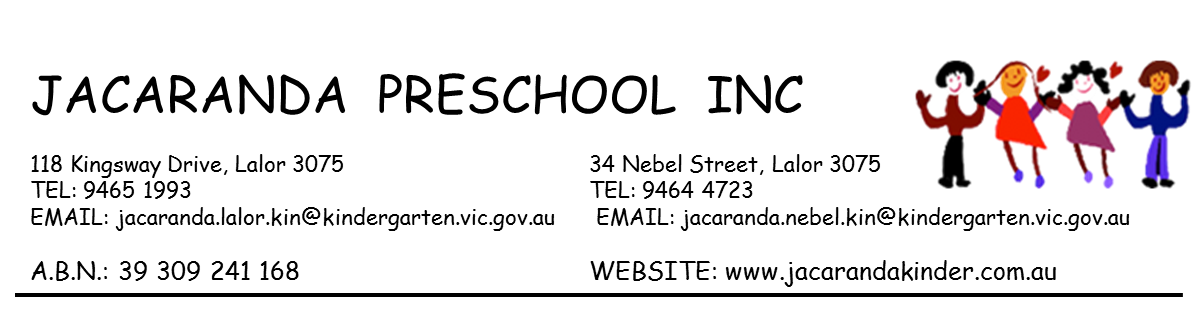 JACARANDA PRESCHOOL INC
118 Kingsway Drive, Lalor 3075
TEL: 9465 1993
EMAIL: jacaranda.lalor.kin@kindergarten.vic.gov.au
34 Nebel Street, Lalor 3075
TEL: 9464 4723
EMAIL: jacaranda.nebel.kin@kindergarten.vic.gov.au
A.B.N.: 39 309 241 168
WEBSITE: www.jacarandakinder.com.au